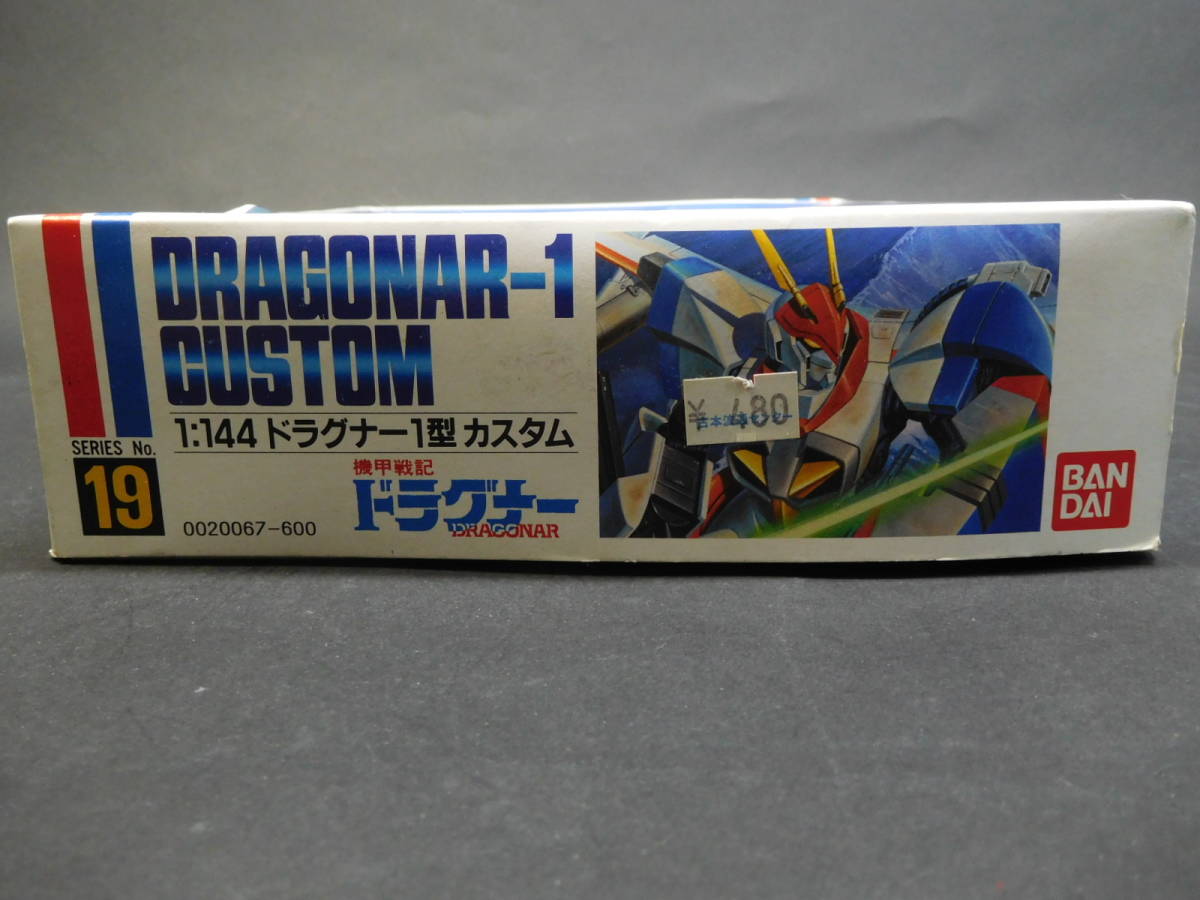 DRAGONAR-1
CUSTOM
1:144 ドラグナー1型 カスタム
SERIES No.
19
0020067-600
機甲戦記
ドラグナー
DRAGONAR
¥480
BAN
DAI